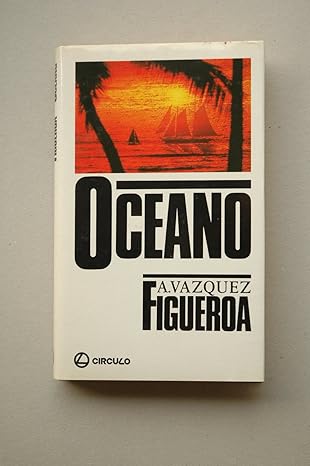 OCEANO
A.VAZQUEZ
FIGUEROA
CIRCULO